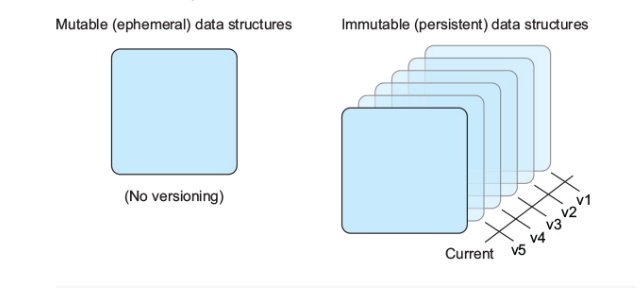 Mutable (ephemeral) data structures
(No versioning)
Immutable (persistent) data structures
v1
v2
v3
v4
v5
Current